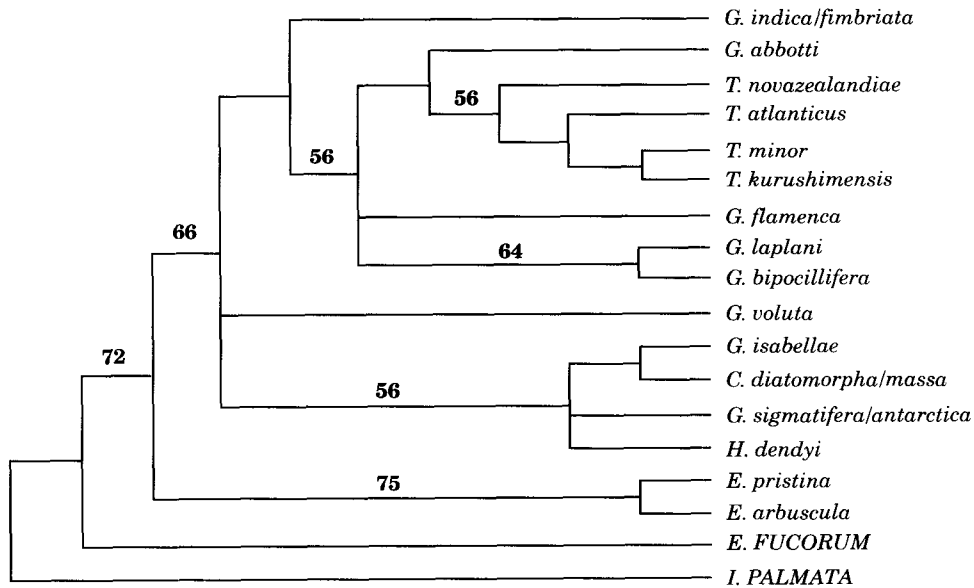 G. indica/fimbriata
G. abbotti
56
T. novazealandiae
T. atlanticus
56
T. minor
T. kurushimensis
G. flamenca
66
64
G. laplani
G. bipocillifera
G. voluta
72
G. isabellae
56
C. diatomorpha/massa
G. sigmatifera/antarctica
H. dendyi
75
E. pristina
E. arbuscula
E. FUCORUM
I. PALMATA